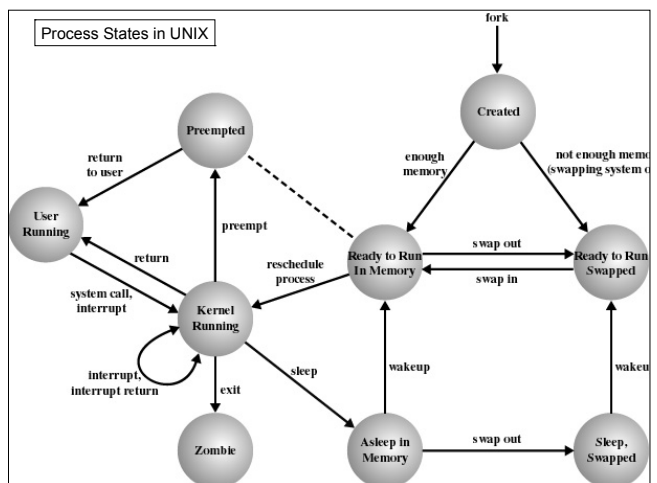 Process States in UNIX
fork
Created
Preempted
enough
memory
not enough memo
(swapping system o
return
to user
User
Running
preempt
return
Ready to Run
In Memory
swap out
Ready to Run
Swapped
swap in
reschedule
process
system call,
interrupt
Kernel
Running
interrupt,
interrupt return
sleep
wakeup
wakeu
exit
Zombie
Asleep in
Memory
swap out
Sleep,
Swapped